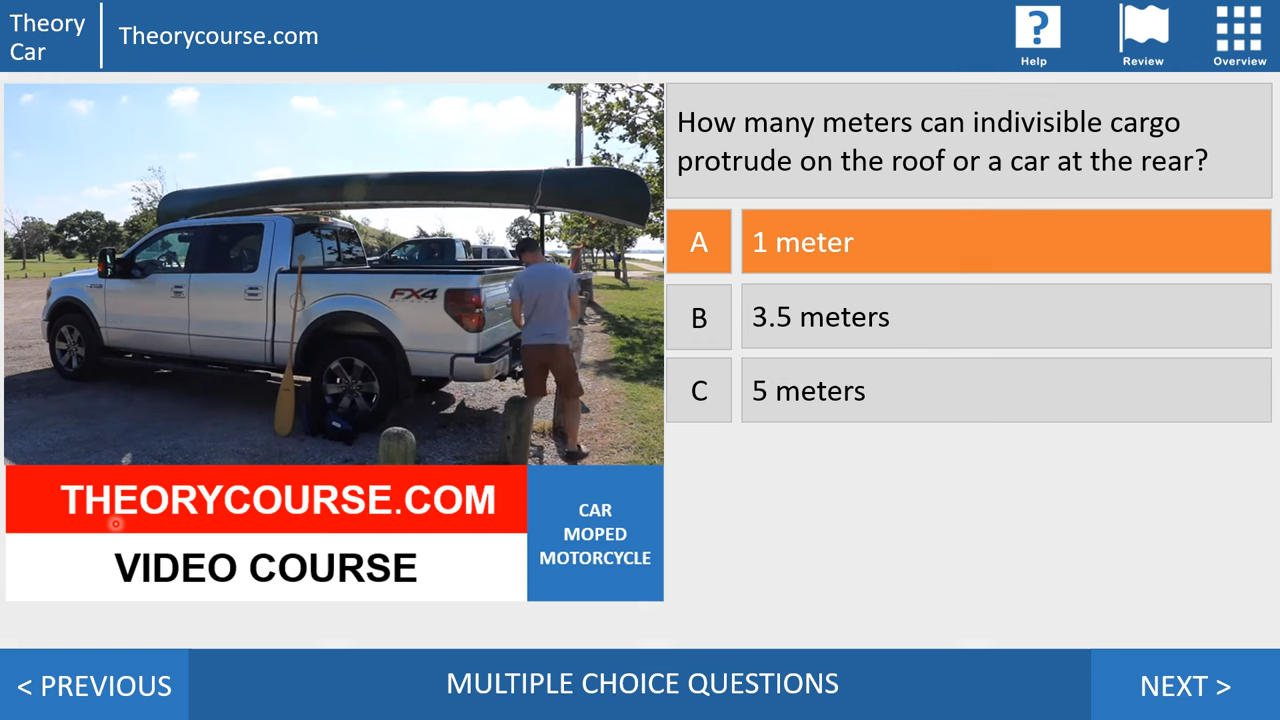 Theory
Car
Theorycourse.com
?
Help
Review
Overview
How many meters can indivisible cargo
protrude on the roof or a car at the rear?
A
1 meter
B
3.5 meters
C
5 meters
FX4
THEORYCOURSE.COM
VIDEO COURSE
CAR
MOPED
MOTORCYCLE
< PREVIOUS
MULTIPLE CHOICE QUESTIONS
NEXT >